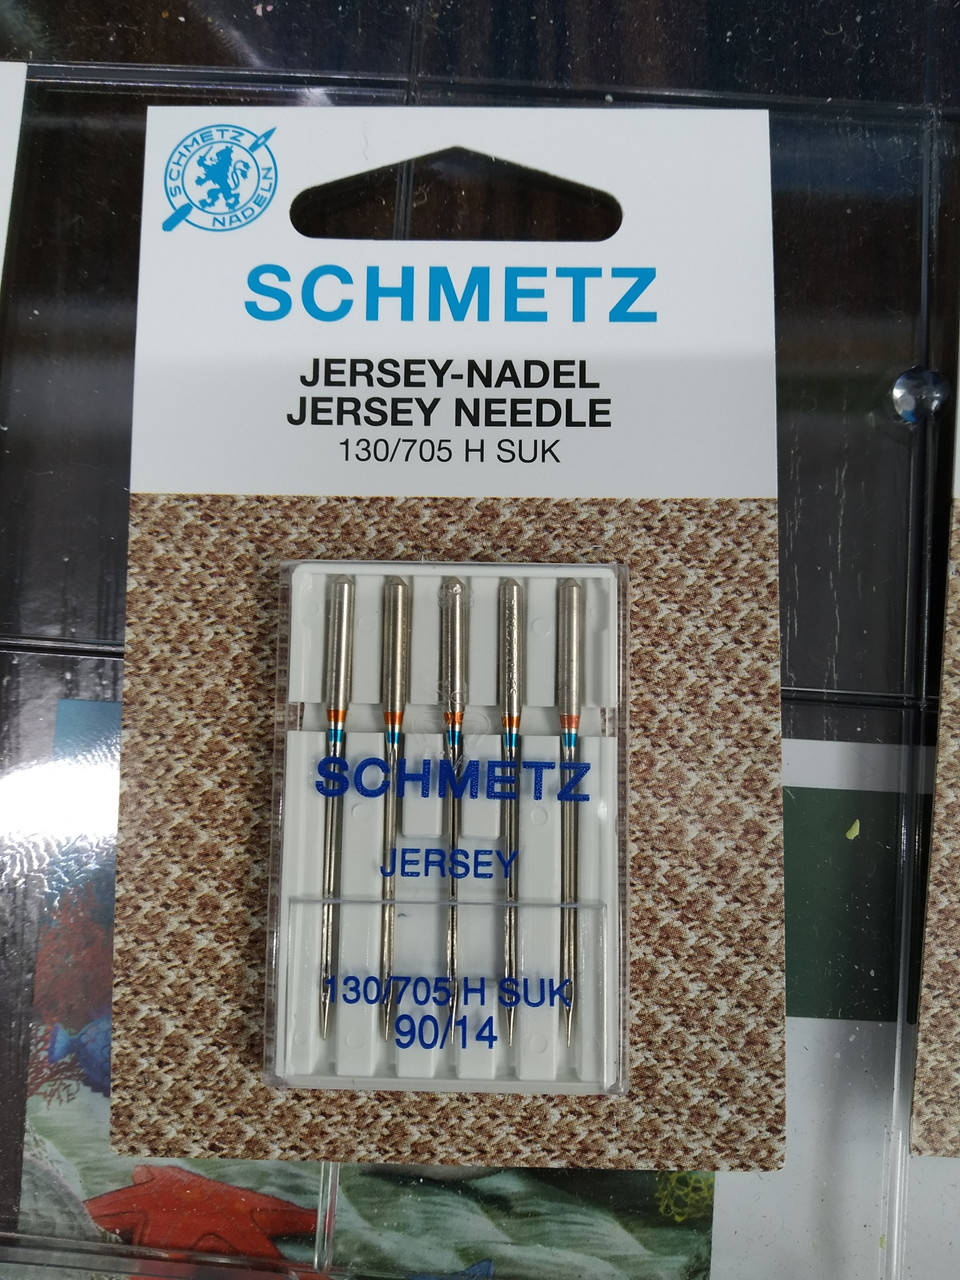 SCHMETZ
NADELN
SCHMETZ
JERSEY-NADEL
JERSEY NEEDLE
130/705 H SUK
SCHMETZ
JERSEY
130/705 H SUK
90/14